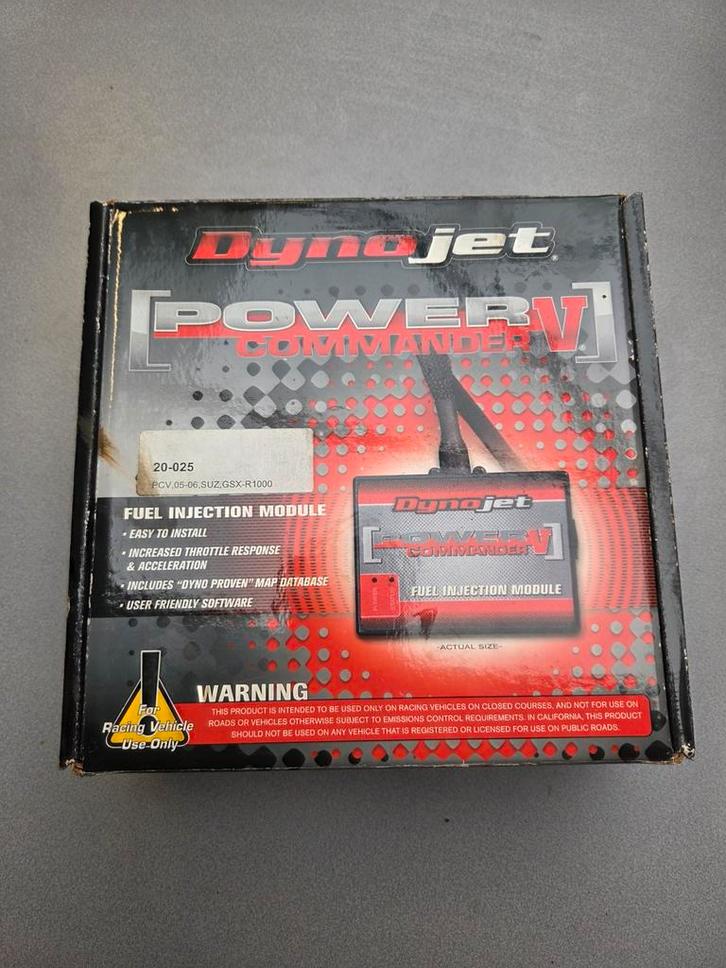 Dynojet®
[POWER V]
COMMANDER
20-025
PCV,05-06,SUZ,GSX-R1000
FUEL INJECTION MODULE
• EASY TO INSTALL
• INCREASED THROTTLE RESPONSE
& ACCELERATION
• INCLUDES "DYNO PROVEN" MAP DATABASE
• USER FRIENDLY SOFTWARE
Dynojet
[POWER V]
COMMANDER
FUEL INJECTION MODULE
-ACTUAL SIZE-
For
Racing Vehicle
Use Only
WARNING
THIS PRODUCT IS INTENDED TO BE USED ONLY ON RACING VEHICLES ON CLOSED COURSES, AND NOT FOR USE ON
ROADS OR VEHICLES OTHERWISE SUBJECT TO EMISSIONS CONTROL REQUIREMENTS. IN CALIFORNIA, THIS PRODUCT
SHOULD NOT BE USED ON ANY VEHICLE THAT IS REGISTERED OR LICENSED FOR USE ON PUBLIC ROADS.